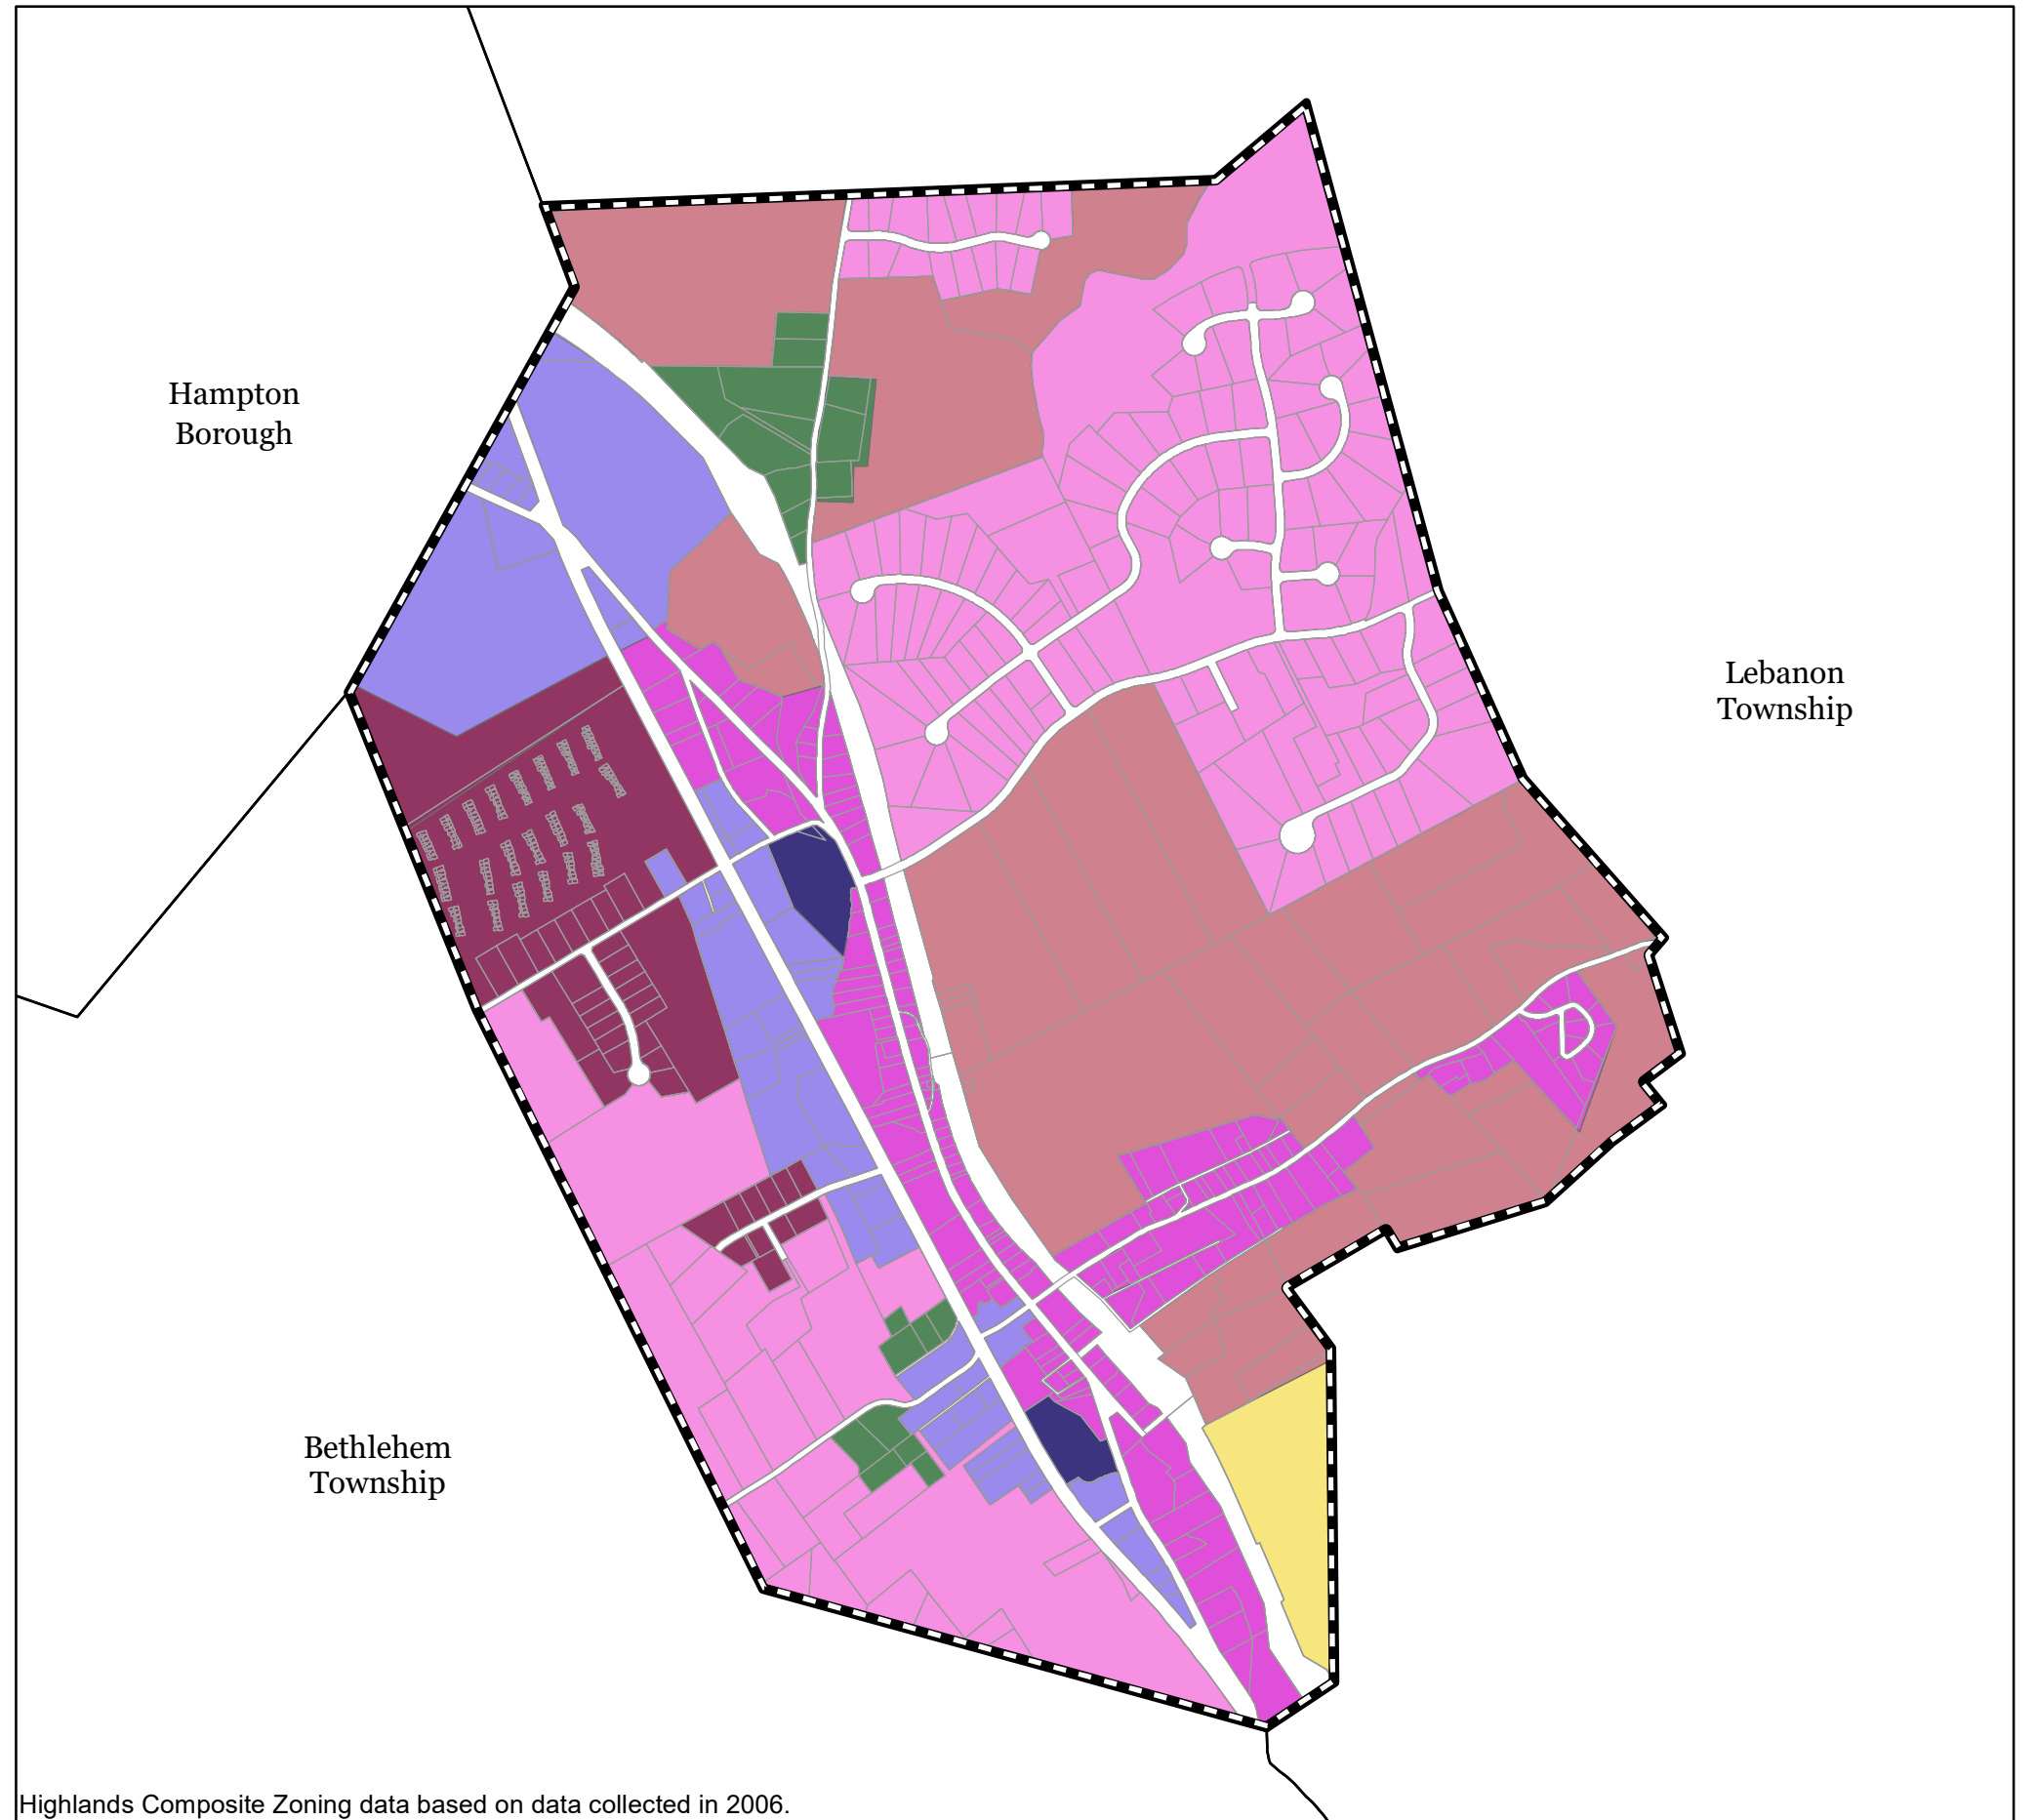 Hampton
Borough
Lebanon
Township
Bethlehem
Township
Highlands Composite Zoning data based on data collected in 2006.